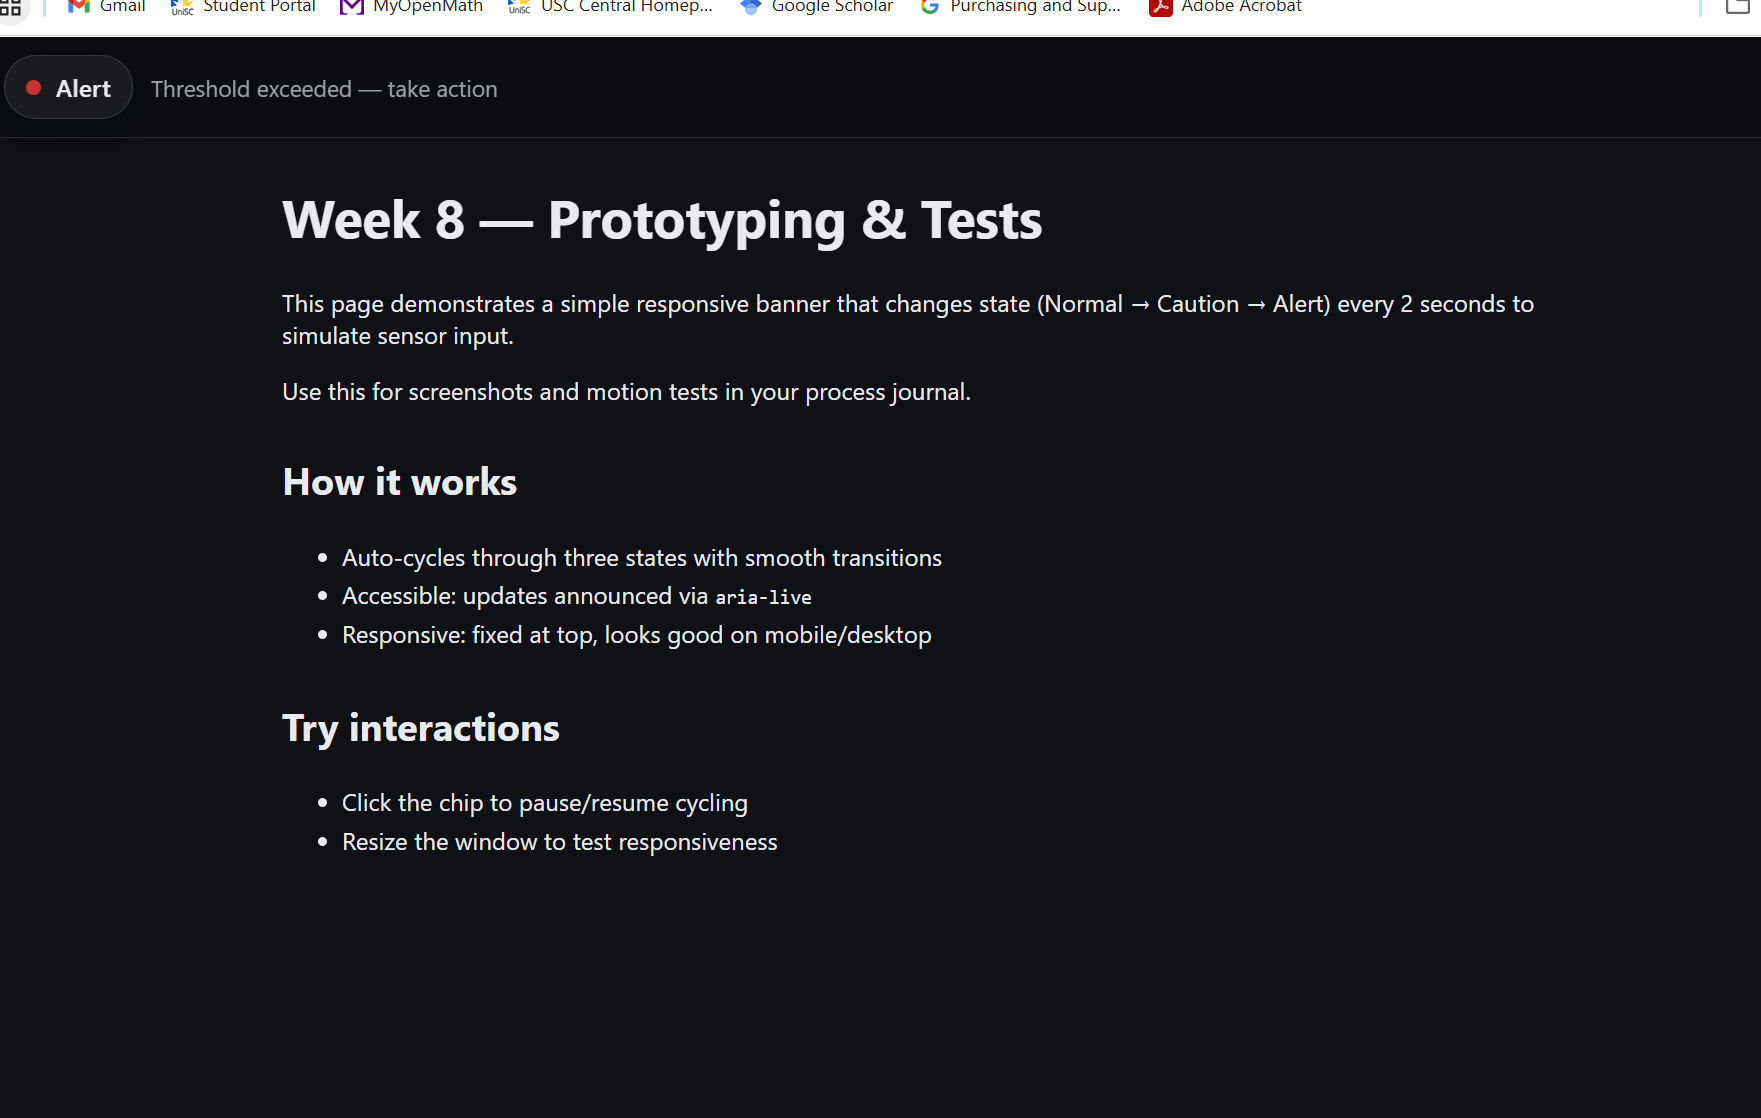 Gmail
Student Portal
MyOpenMath
USC Central Homep...
Google Scholar
Purchasing and Sup...
Adobe Acrobat
Alert
Threshold exceeded — take action
Week 8 — Prototyping & Tests
This page demonstrates a simple responsive banner that changes state (Normal → Caution → Alert) every 2 seconds to
simulate sensor input.
Use this for screenshots and motion tests in your process journal.
How it works
Auto-cycles through three states with smooth transitions
Accessible: updates announced via aria-live
Responsive: fixed at top, looks good on mobile/desktop
Try interactions
Click the chip to pause/resume cycling
Resize the window to test responsiveness